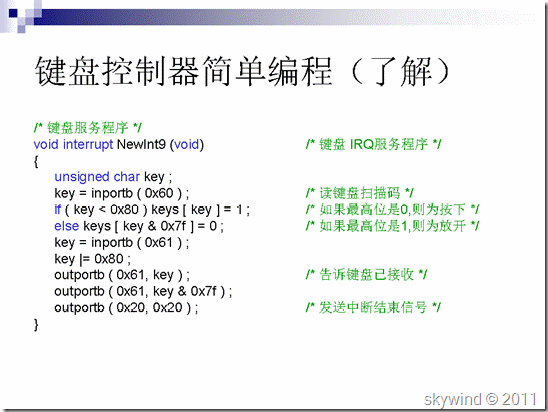 键盘控制器简单编程（了解）
/* 键盘服务程序 */
void interrupt NewInt9 (void) /* 键盘 IRQ服务程序 */
{
unsigned char key ;
key = inportb ( 0x60 ) ; /* 读键盘扫描码 */
if ( key < 0x80 ) keys [ key ] = 1 ; /* 如果最高位是0,则为按下 */
else keys [ key & 0x7f ] = 0 ; /* 如果最高位是1,则为放开 */
key = inportb ( 0x61 ) ;
key |= 0x80 ;
outportb ( 0x61, key ) ; /* 告诉键盘已接收 */
outportb ( 0x61, key & 0x7f ) ;
outportb ( 0x20, 0x20 ) ; /* 发送中断结束信号 */
}
skywind © 2011